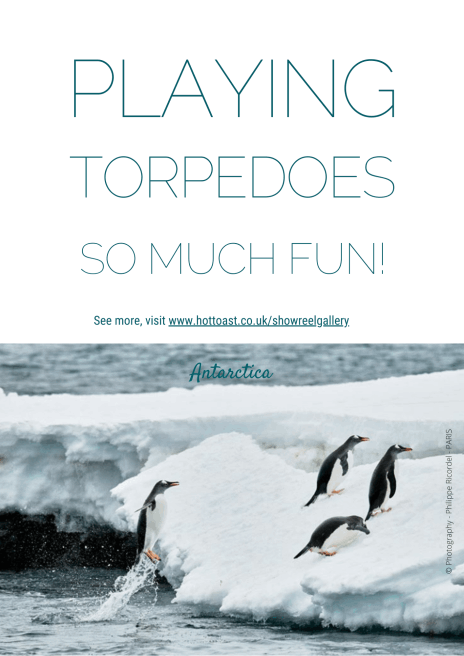 PLAYING
TORPEDOES
SO MUCH FUN!
See more, visit www.hottoast.co.uk/showreelgallery
Antarctica
© Photography - Philippe Ricordel - PARIS